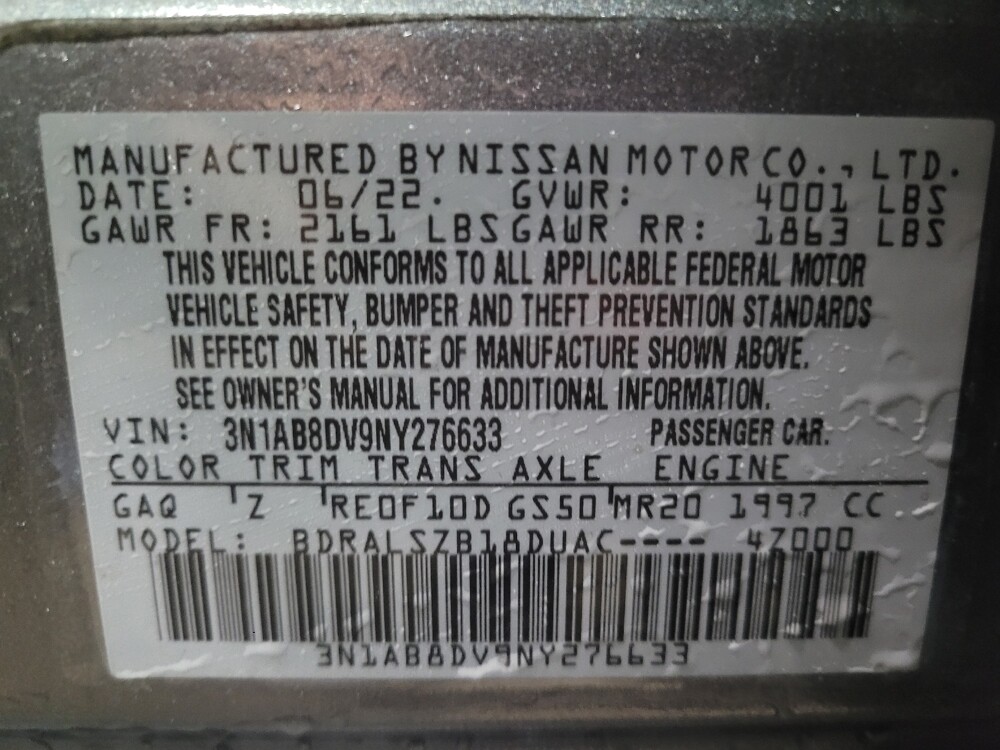 MANUFACTURED BY NISSAN MOTOR CO., LTD.
DATE: 06/22. GVWR: 4001 LBS
GAWR FR: 2161 LBS GAWR RR: 1863 LBS
THIS VEHICLE CONFORMS TO ALL APPLICABLE FEDERAL MOTOR
VEHICLE SAFETY, BUMPER AND THEFT PREVENTION STANDARDS
IN EFFECT ON THE DATE OF MANUFACTURE SHOWN ABOVE.
SEE OWNER'S MANUAL FOR ADDITIONAL INFORMATION.
VIN: 3N1AB8DV9NY276633 PASSENGER CAR.
COLOR TRIM TRANS AXLE ENGINE
GAQ Z RE0F10D GS50 MR20 1997 CC
MODEL: BDRALSZB18DUAC---- 4Z000
3N1AB8DV9NY276633